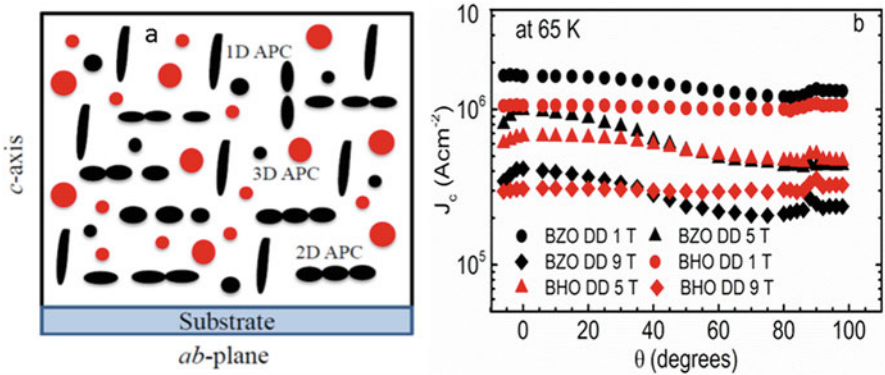 a
1D APC
3D APC
2D APC
c-axis
Substrate
ab-plane
at 65 K
b
10
10⁶
10⁵
J_c (Acm⁻²)
BZO DD 1 T
BZO DD 5 T
BZO DD 9 T
BHO DD 1 T
BHO DD 5 T
BHO DD 9 T
0 20 40 60 80 100
θ (degrees)